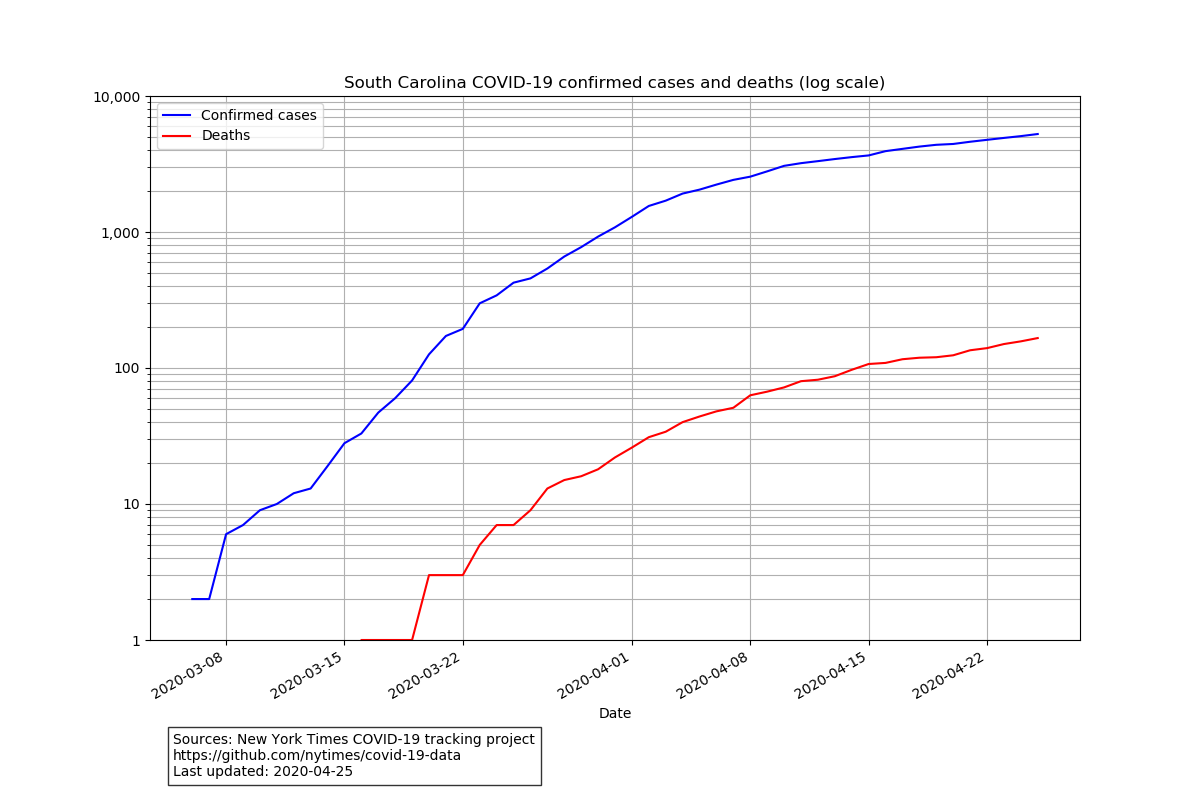 South Carolina COVID-19 confirmed cases and deaths (log scale)
10,000
Confirmed cases
Deaths
1,000
100
10
1
2020-03-08
2020-03-15
2020-03-22
2020-04-01
2020-04-08
2020-04-15
2020-04-22
Date
Sources: New York Times COVID-19 tracking project
https://github.com/nytimes/covid-19-data
Last updated: 2020-04-25